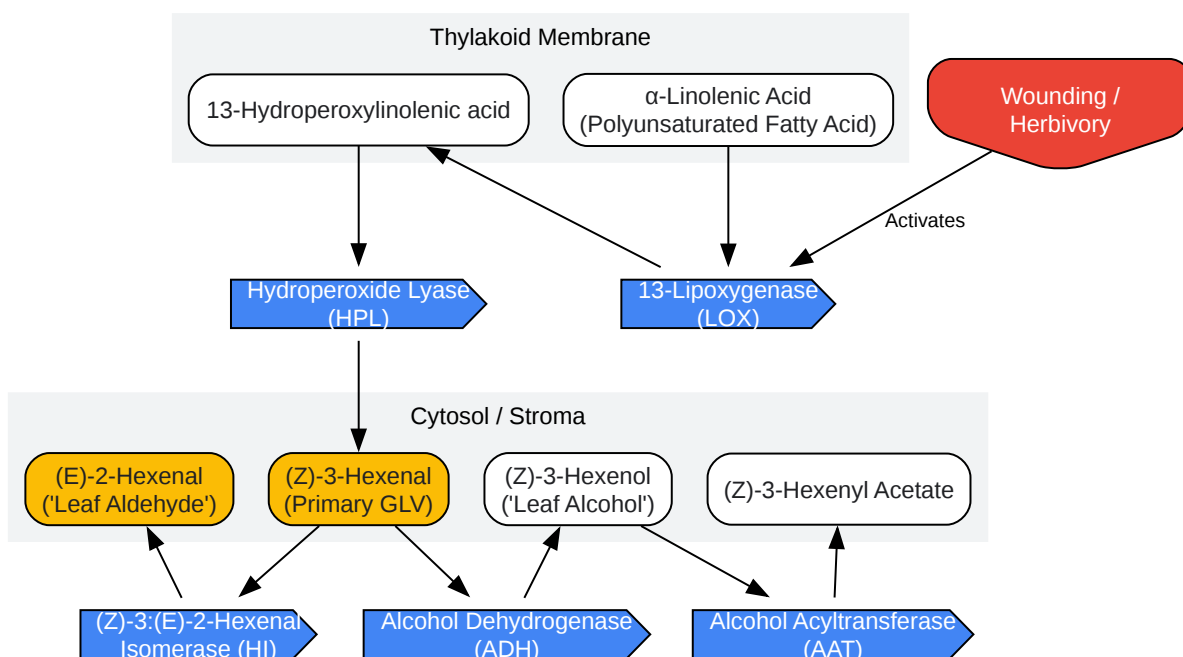 Thylakoid Membrane
13-Hydroperoxylinolenic acid
α-Linolenic Acid
(Polyunsaturated Fatty Acid)
Wounding /
Herbivory
Activates
Hydroperoxide Lyase
(HPL)
13-Lipoxygenase
(LOX)
Cytosol / Stroma
(E)-2-Hexenal
('Leaf Aldehyde')
(Z)-3-Hexenal
(Primary GLV)
(Z)-3-Hexenol
('Leaf Alcohol')
(Z)-3-Hexenyl Acetate
(Z)-3:(E)-2-Hexenal
Isomerase (HI)
Alcohol Dehydrogenase
(ADH)
Alcohol Acyltransferase
(AAT)